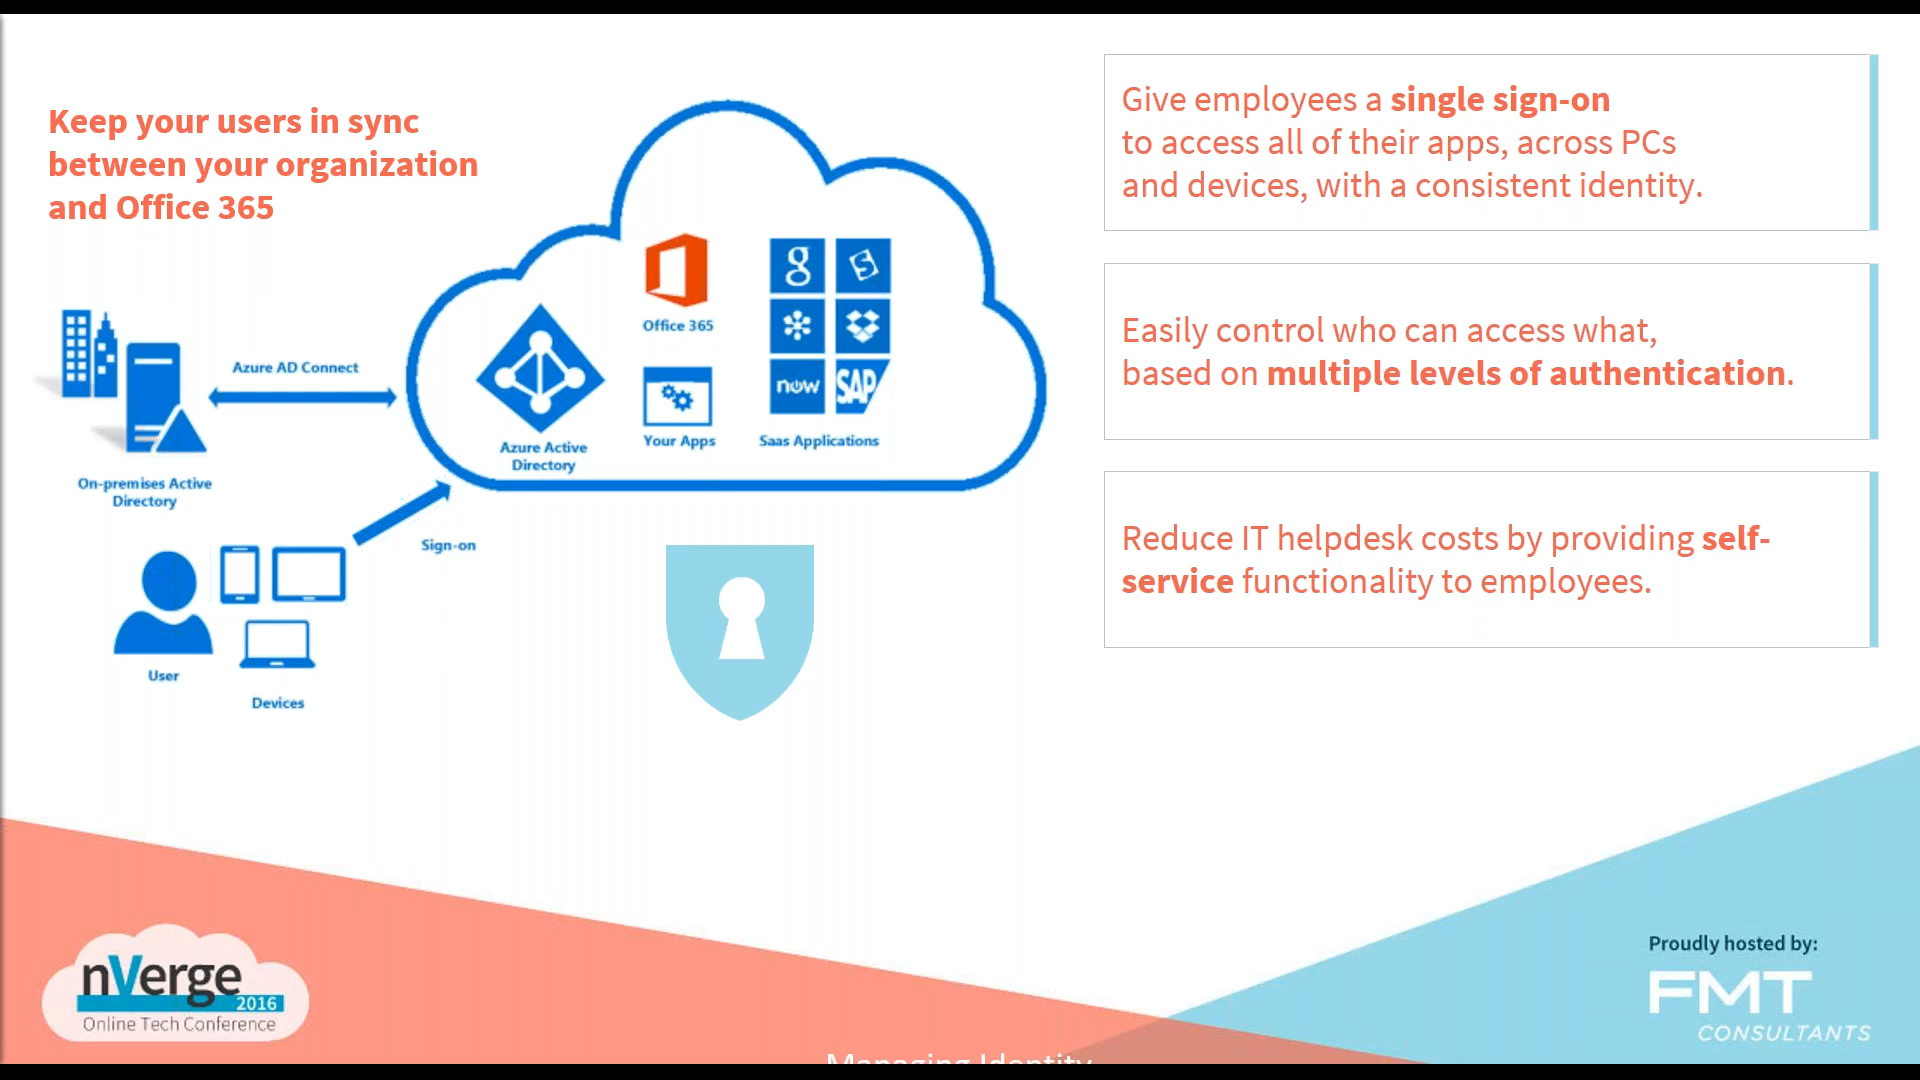 Keep your users in sync
between your organization
and Office 365
Azure AD Connect
On-premises Active
Directory
Sign-on
User
Devices
Azure Active
Directory
Office 365
Your Apps
g
S
now
SAP
Saas Applications
Give employees a single sign-on
to access all of their apps, across PCs
and devices, with a consistent identity.
Easily control who can access what,
based on multiple levels of authentication.
Reduce IT helpdesk costs by providing self-
service functionality to employees.
nVerge
2016
Online Tech Conference
Proudly hosted by:
FMT
CONSULTANTS
Managing Identity